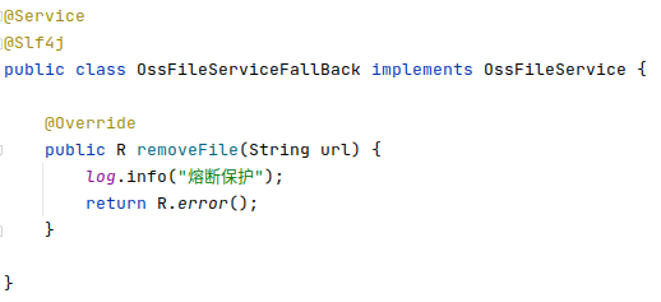 @Service
@Slf4j
public class OssFileServiceFallBack implements OssFileService {
@Override
public R removeFile(String url) {
log.info("熔断保护");
return R.error();
}
}